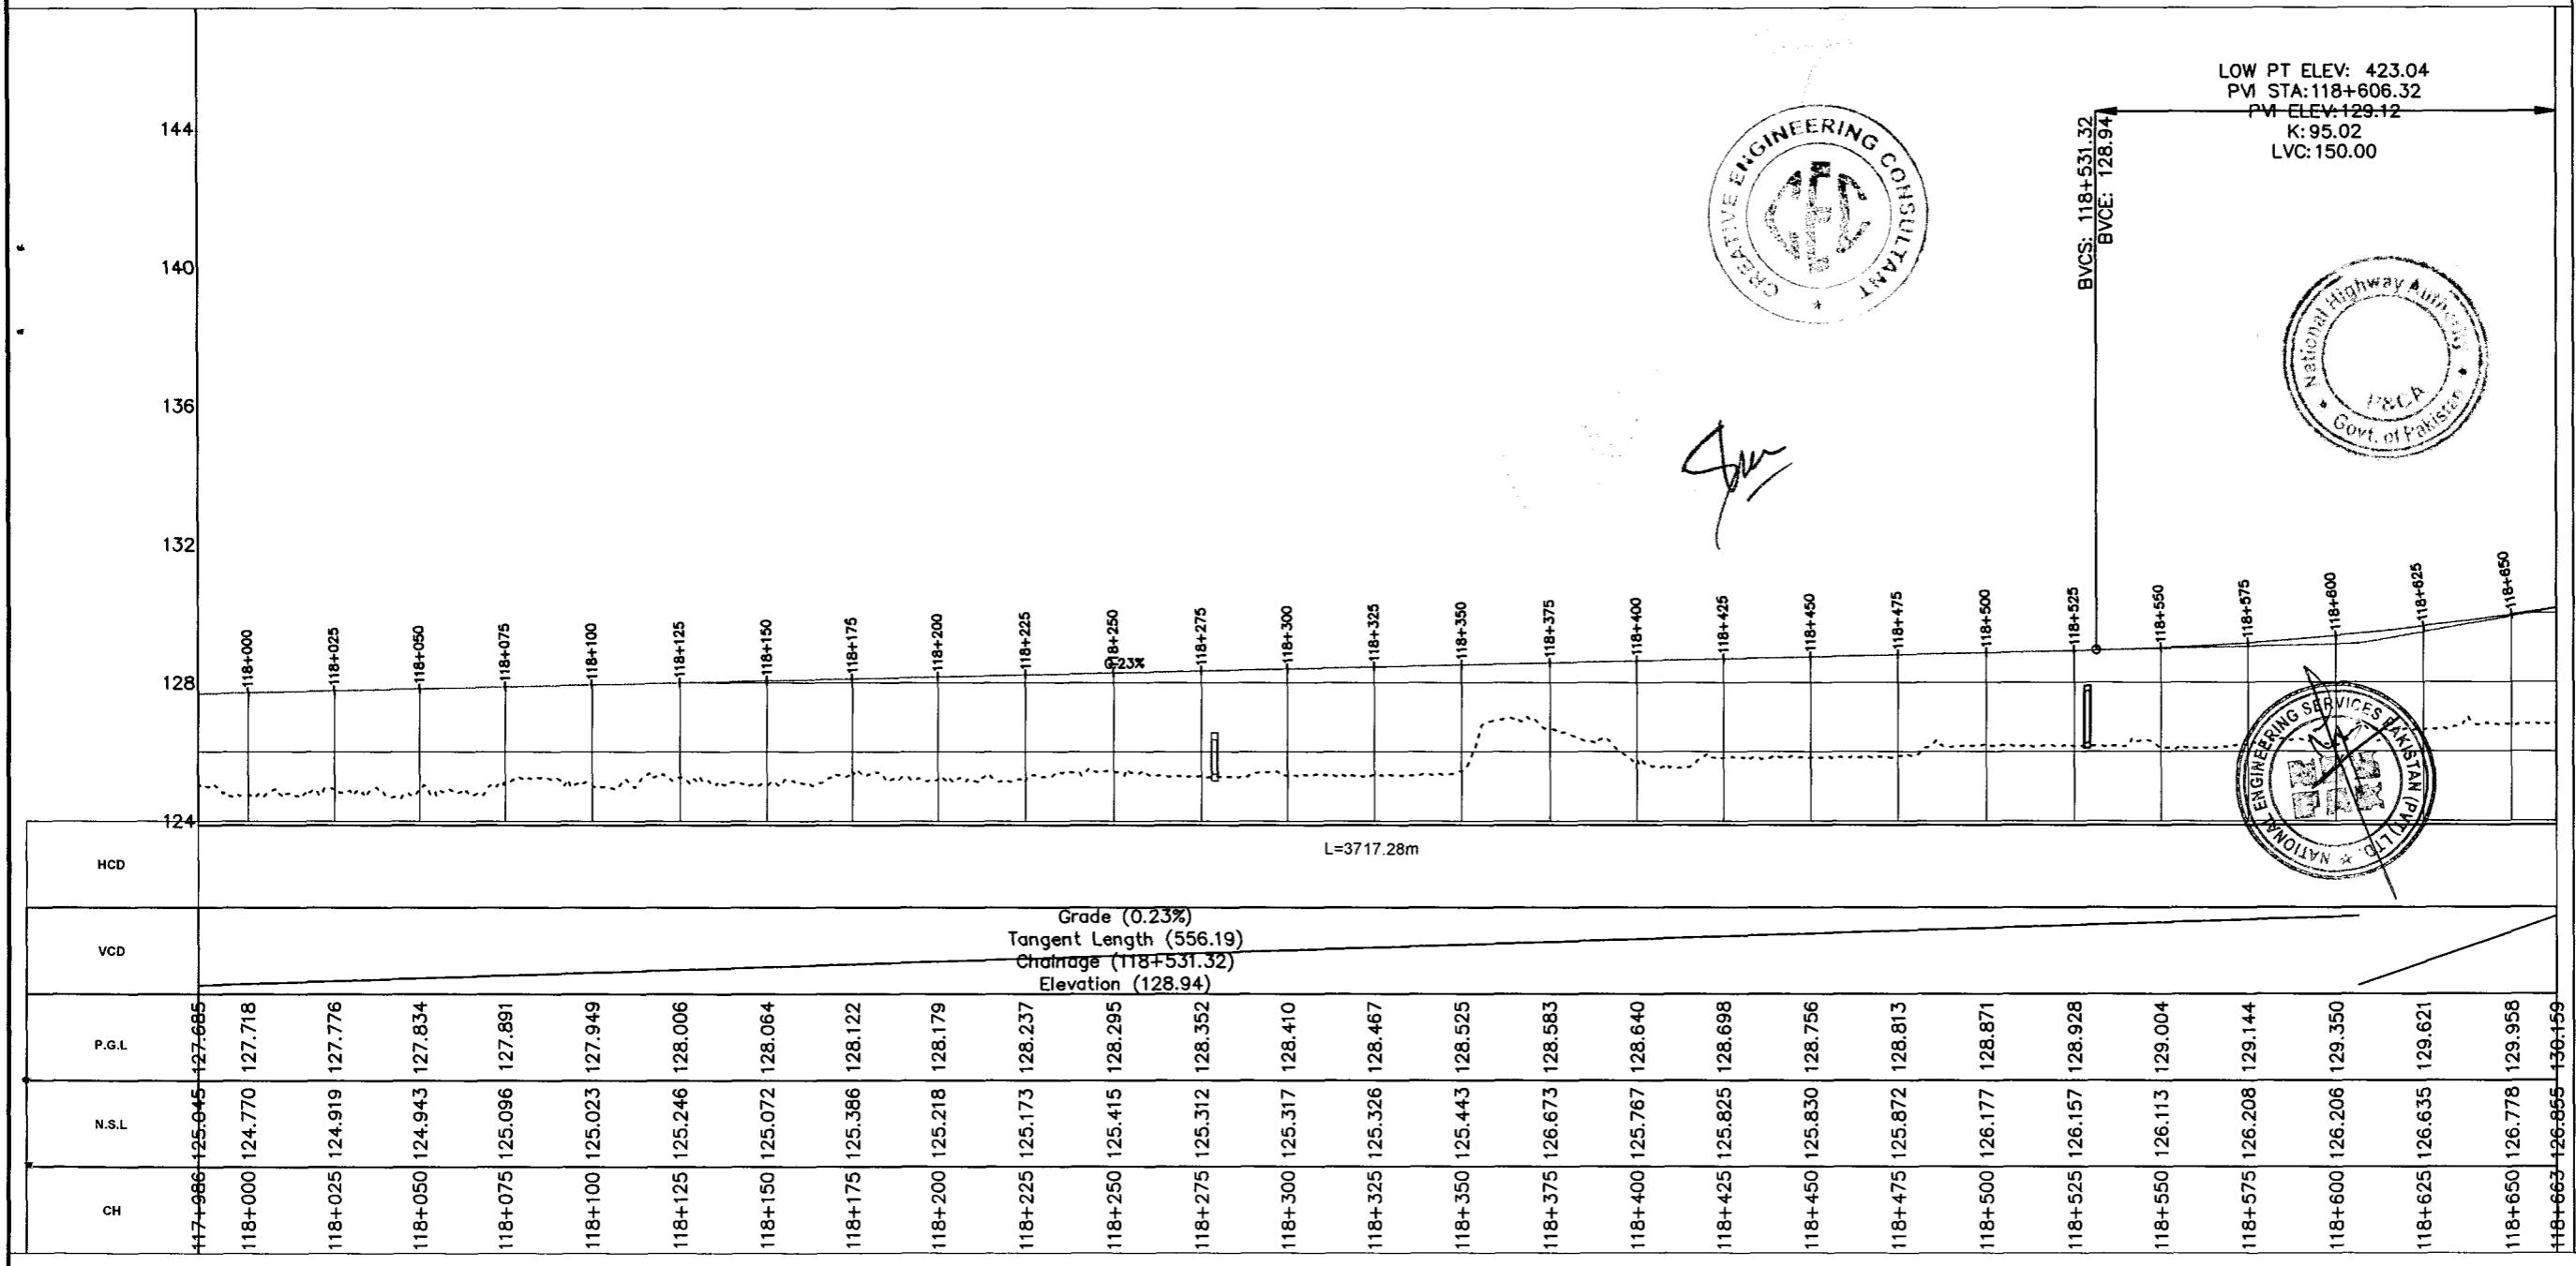 LOW PT ELEV: 423.04
PVI STA:118+606.32
PVI ELEV:129.12
K:95.02
LVC:150.00
BVCS: 118+531.32
BVCE: 128.94
CREATIVE ENGINEERING CONSULTANT
National Highway Authority
P&CA
Govt. of Pakistan
144
140
136
132
128
124
118+000 118+025 118+050 118+075 118+100 118+125 118+150 118+175 118+200 118+225 118+250 118+275 118+300 118+325 118+350 118+375 118+400 118+425 118+450 118+475 118+500 118+525 118+550 118+575 118+600 118+625 118+650
0.23%
NATIONAL ENGINEERING SERVICES PAKISTAN (PVT) LTD.
HCD
L=3717.28m
VCD
Grade (0.23%)
Tangent Length (556.19)
Chainage (118+531.32)
Elevation (128.94)
P.G.L 127.685 127.718 127.776 127.834 127.891 127.949 128.006 128.064 128.122 128.179 128.237 128.295 128.352 128.410 128.467 128.525 128.583 128.640 128.698 128.756 128.813 128.871 128.928 129.004 129.144 129.350 129.621 129.958 130.159
N.S.L 125.045 124.770 124.919 124.943 125.096 125.023 125.246 125.072 125.386 125.218 125.173 125.415 125.312 125.317 125.326 125.443 126.673 125.767 125.825 125.830 125.872 126.177 126.157 126.113 126.208 126.206 126.635 126.778 126.855
CH 117+986 118+000 118+025 118+050 118+075 118+100 118+125 118+150 118+175 118+200 118+225 118+250 118+275 118+300 118+325 118+350 118+375 118+400 118+425 118+450 118+475 118+500 118+525 118+550 118+575 118+600 118+625 118+650 118+663